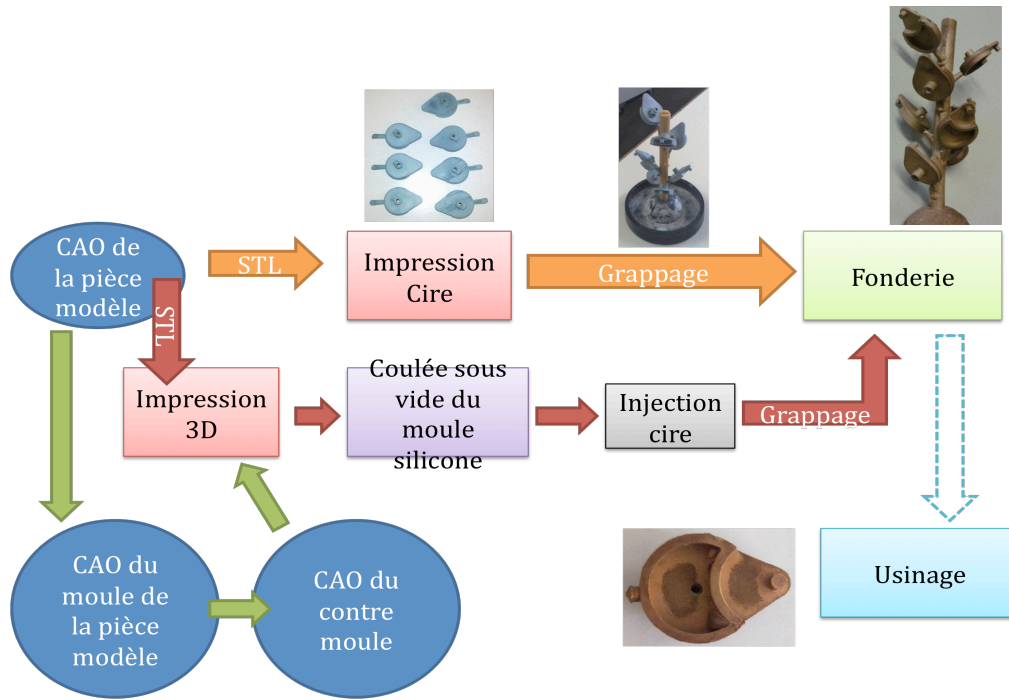 CAO de
la pièce
modèle
STL
Impression
Cire
Grappage
Fonderie
STL
Impression
3D
Coulée sous
vide du
moule
silicone
Injection
cire
Grappage
CAO du
moule de
la pièce
modèle
CAO du
contre
moule
Usinage